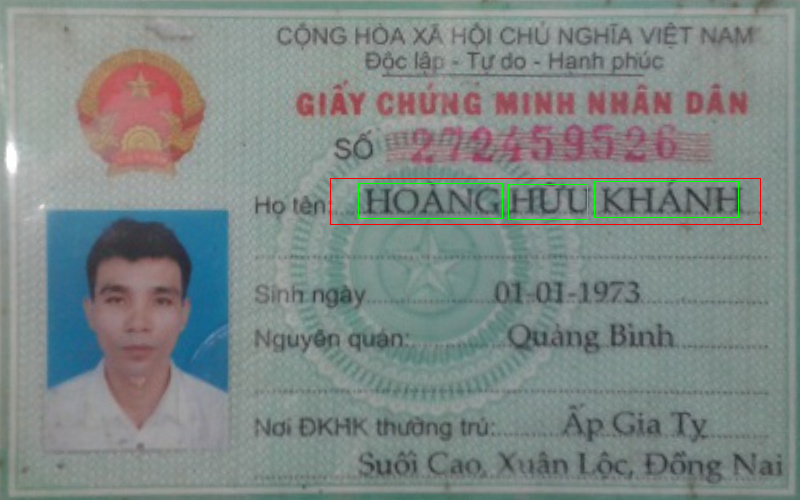 CỘNG HÒA XÃ HỘI CHỦ NGHĨA VIỆT NAM
Độc lập - Tự do - Hạnh phúc
GIẤY CHỨNG MINH NHÂN DÂN
SỐ 272459526
Họ tên: HOÀNG HỮU KHÁNH
Sinh ngày 01-01-1973
Nguyên quán: Quảng Bình
Nơi ĐKHK thường trú: Ấp Gia Tỵ
Suối Cao, Xuân Lộc, Đồng Nai